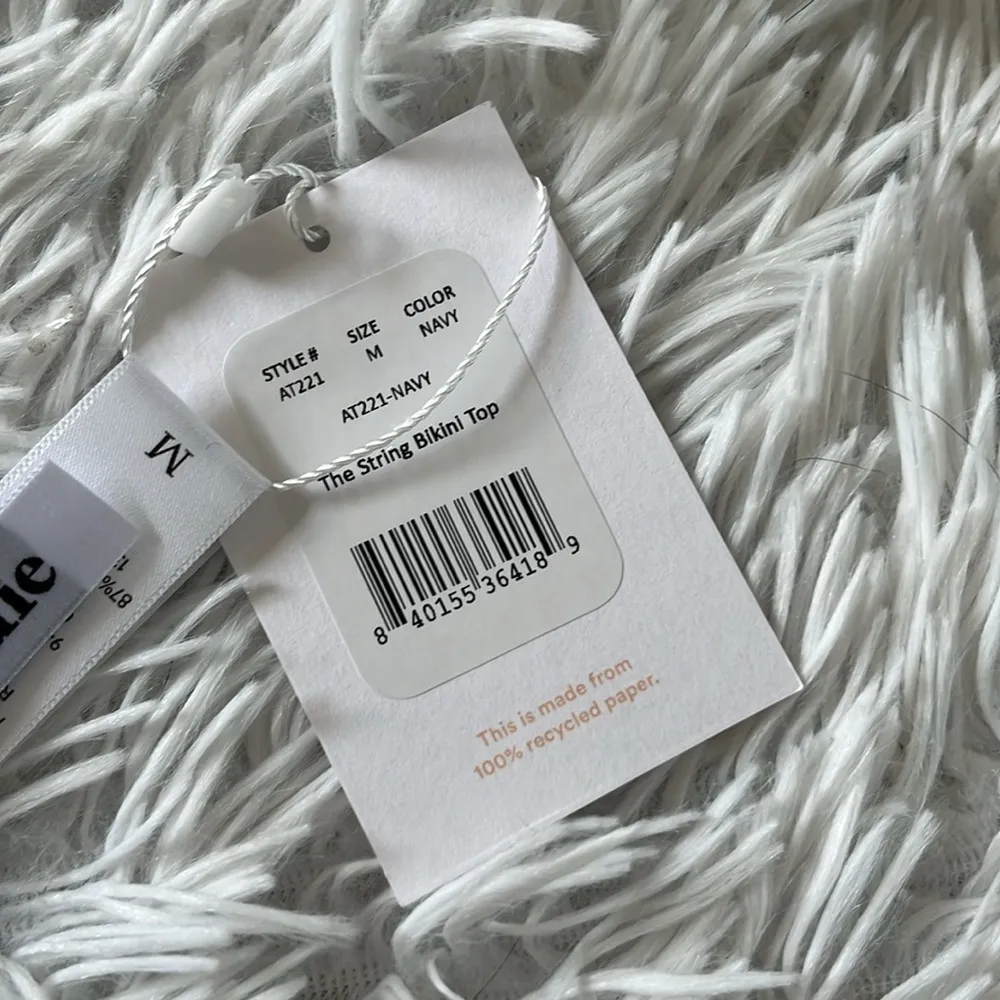 STYLE # SIZE COLOR
AT221 M NAVY
AT221-NAVY
The String Bikini Top
8 40155 36418 9
This is made from
100% recycled paper.
M
87%